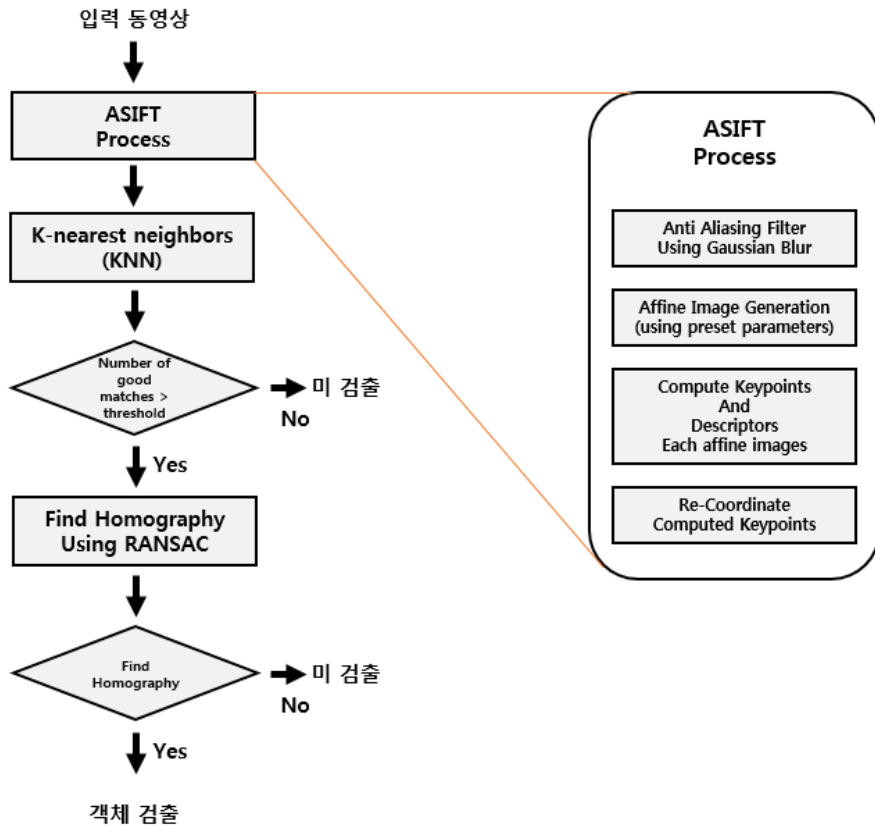 입력 동영상
ASIFT
Process
K-nearest neighbors
(KNN)
Number of
good
matches >
threshold
미 검출
No
Yes
Find Homography
Using RANSAC
Find
Homography
미 검출
No
Yes
객체 검출
ASIFT
Process
Anti Aliasing Filter
Using Gaussian Blur
Affine Image Generation
(using preset parameters)
Compute Keypoints
And
Descriptors
Each affine images
Re-Coordinate
Computed Keypoints